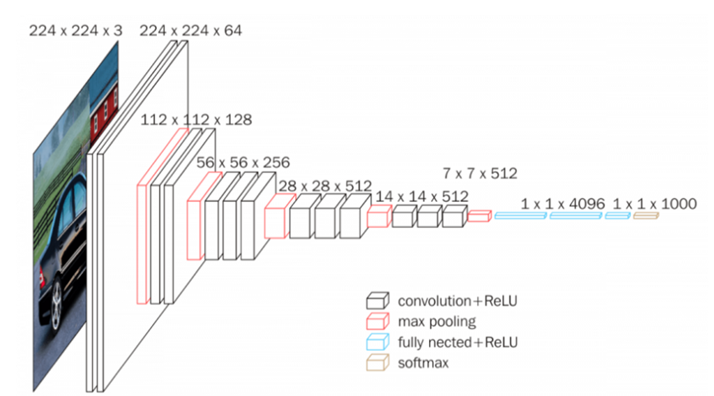 224 x 224 x 3
224 x 224 x 64
112 x 112 x 128
56 x 56 x 256
28 x 28 x 512
14 x 14 x 512
7 x 7 x 512
1 x 1 x 4096
1 x 1 x 1000
convolution+ReLU
max pooling
fully nected+ReLU
softmax